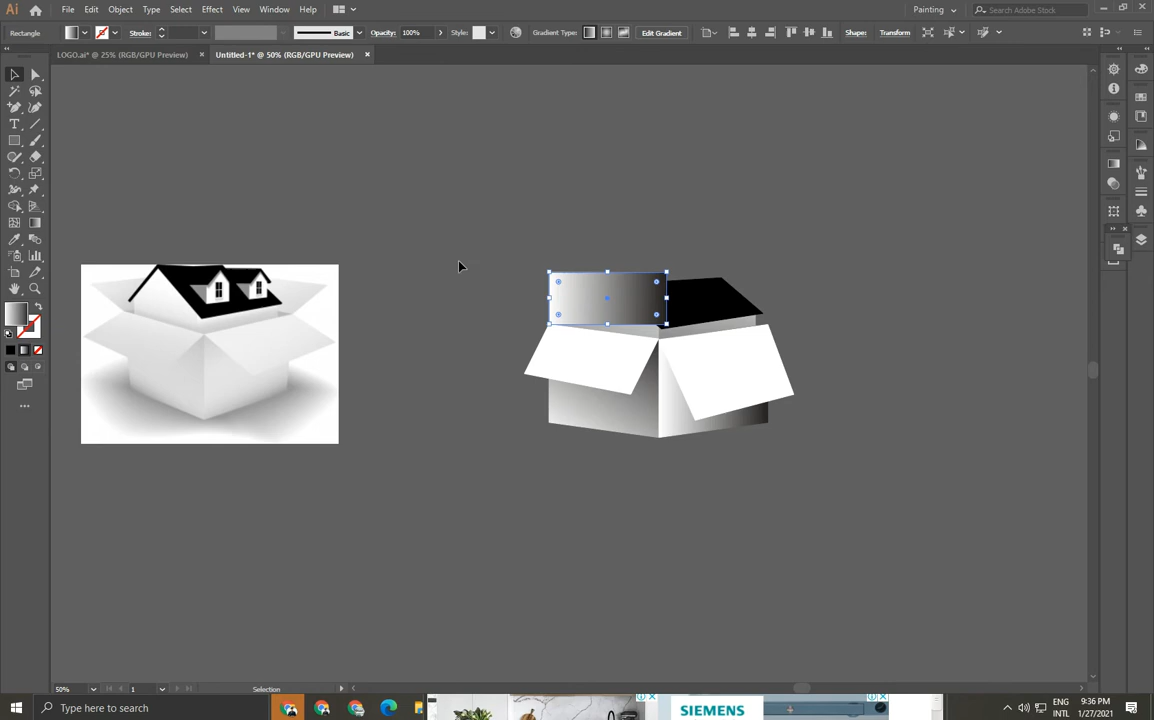 Ai File Edit Object Type Select Effect View Window Help Painting Search Adobe Stock
Rectangle Stroke: Basic Opacity: 100% Style: Gradient Type: Edit Gradient Shape: Transform
LOGO.ai* @ 25% (RGB/GPU Preview) × Untitled-1* @ 50% (RGB/GPU Preview) ×
50% 1 Selection
Type here to search
SIEMENS
ENG
INTL
9:36 PM
1/27/2021